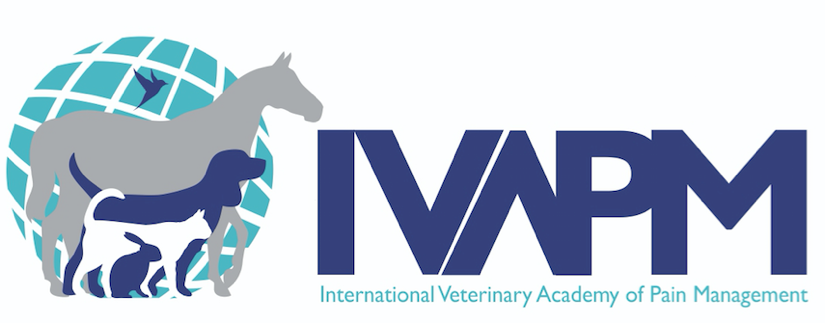 IVAPM
International Veterinary Academy of Pain Management